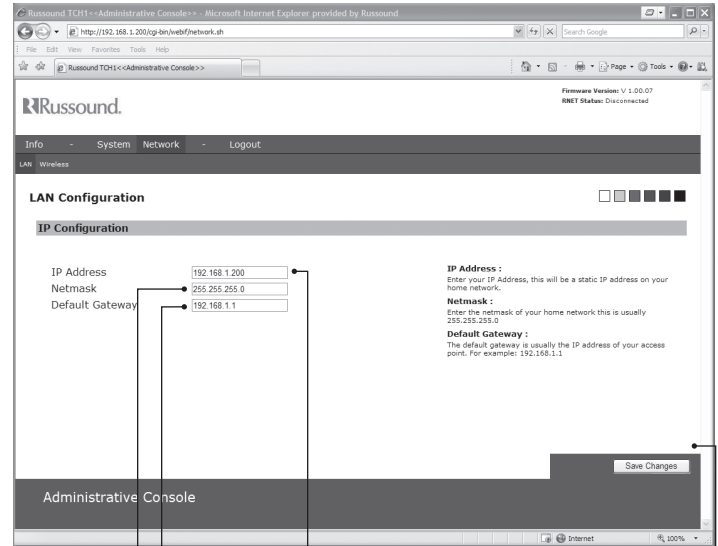 Russound TCH1<<Administrative Console>> - Microsoft Internet Explorer provided by Russound
http://192.168.1.200/cgi-bin/webif/network.sh
Search Google
File Edit View Favorites Tools Help
Russound TCH1<<Administrative Console>>
Page Tools
Firmware Version: V 1.00.07
RNET Status: Disconnected
Russound.
Info - System Network - Logout
LAN Wireless
LAN Configuration
IP Configuration
IP Address 192.168.1.200
Netmask 255.255.255.0
Default Gateway 192.168.1.1
IP Address :
Enter your IP Address, this will be a static IP address on your
home network.
Netmask :
Enter the netmask of your home network this is usually
255.255.255.0
Default Gateway :
The default gateway is usually the IP address of your access
point. For example: 192.168.1.1
Save Changes
Administrative Console
Internet 100%